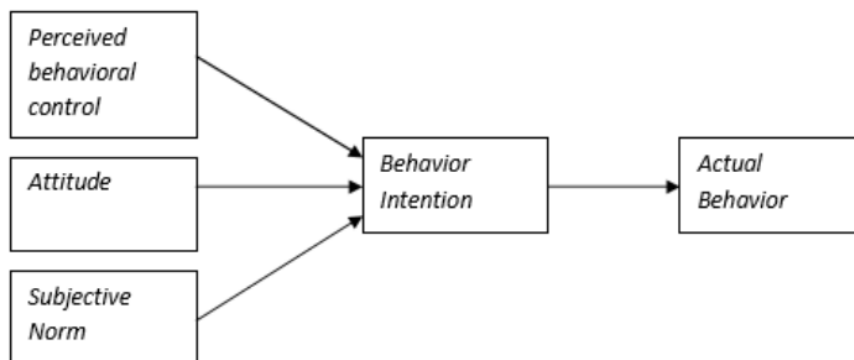 Perceived
behavioral
control
Attitude
Behavior
Intention
Actual
Behavior
Subjective
Norm